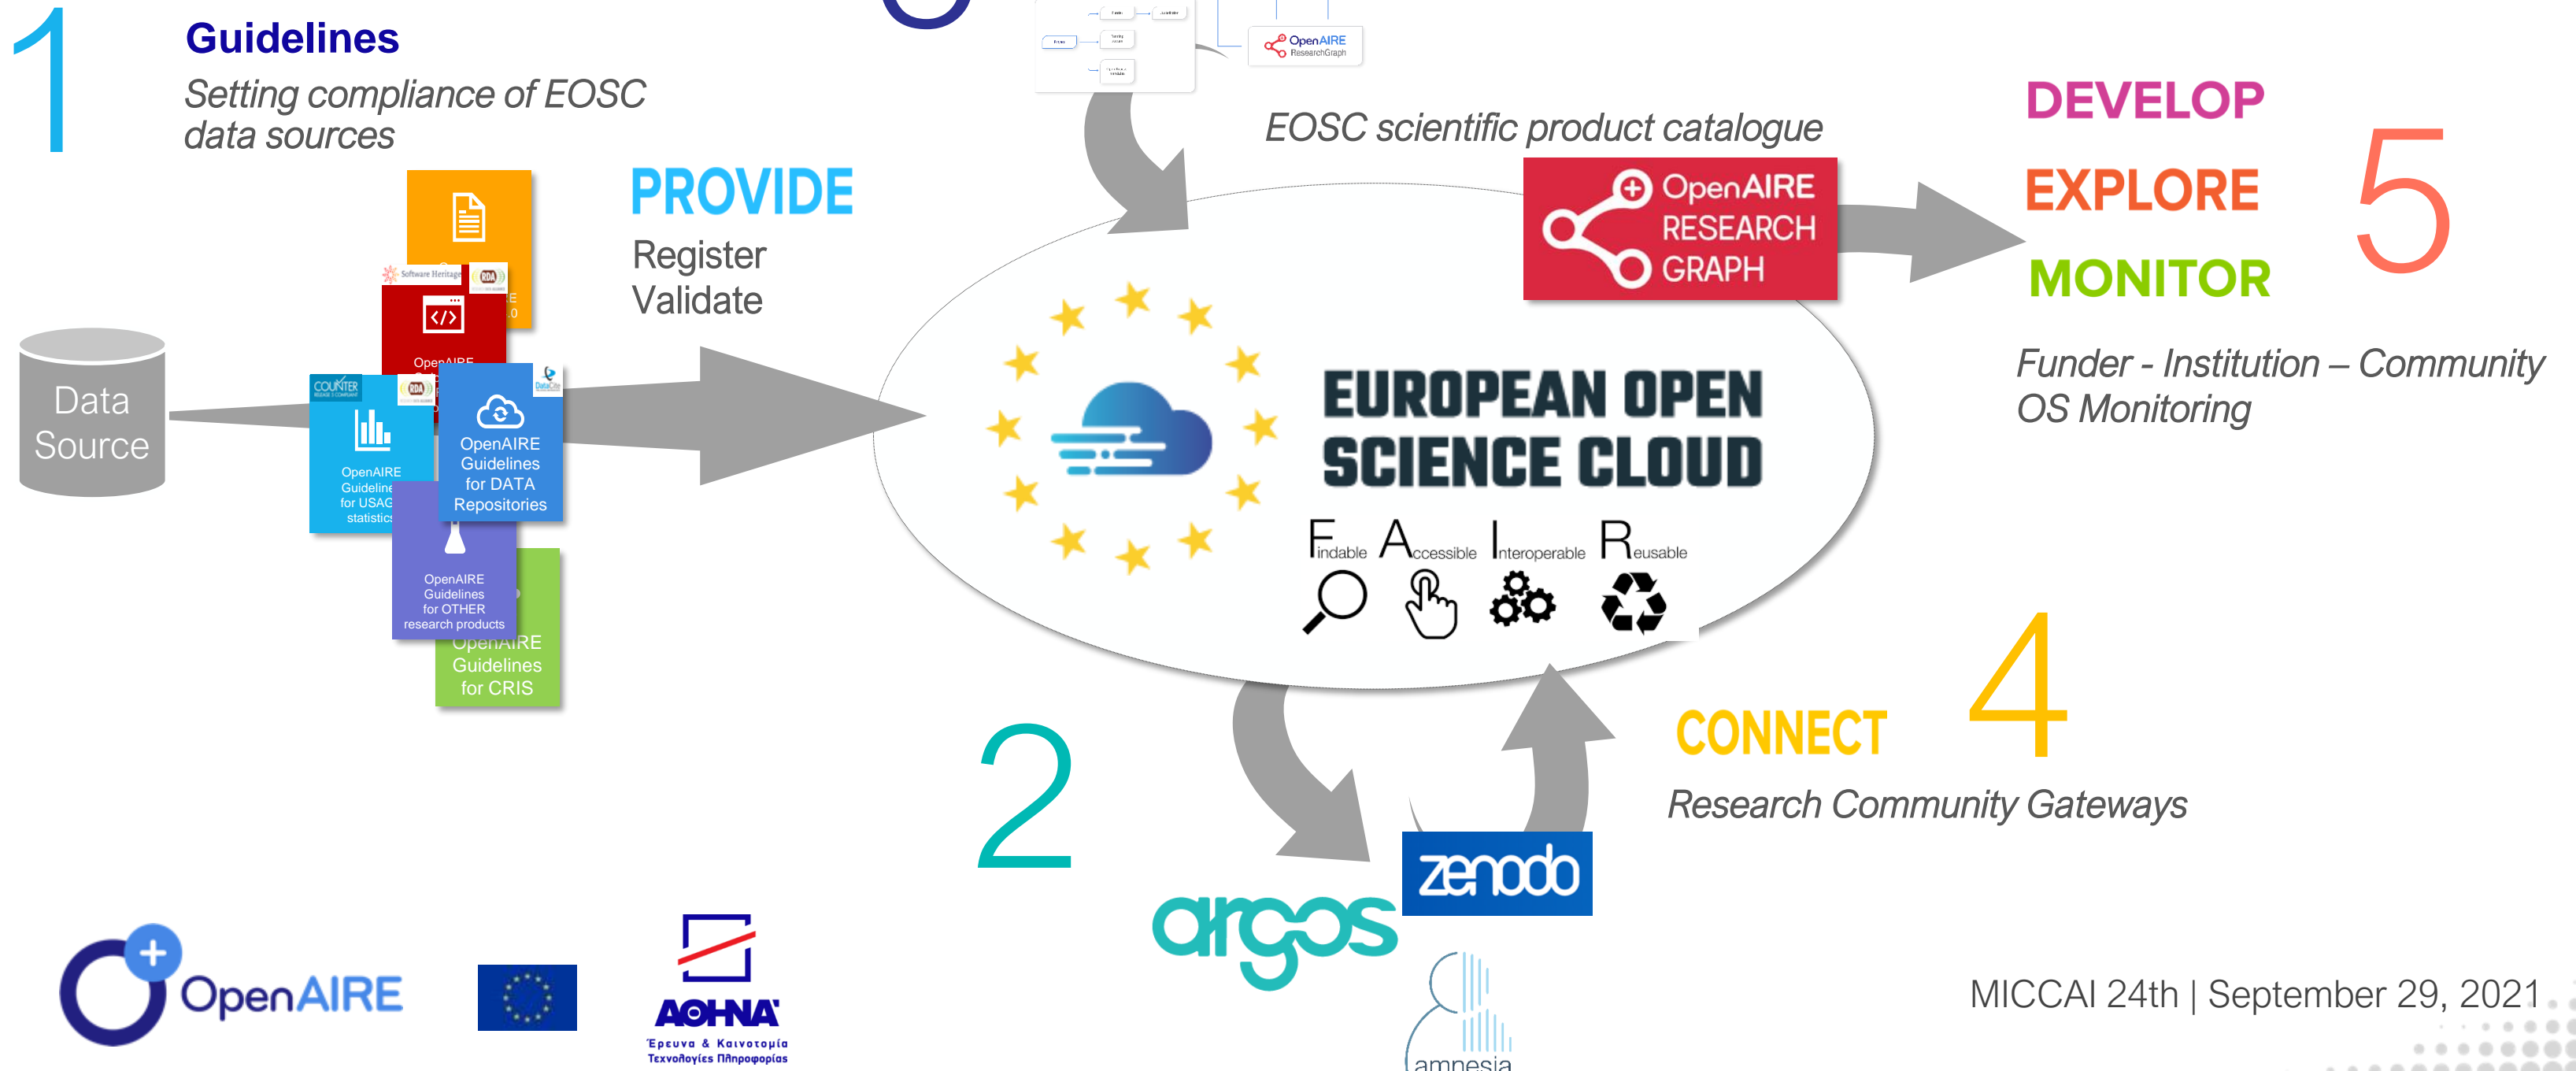 1
Guidelines
Setting compliance of EOSC
data sources
OpenAIRE
ResearchGraph
EOSC scientific product catalogue
PROVIDE
Register
Validate
OpenAIRE
RESEARCH
GRAPH
DEVELOP
EXPLORE
MONITOR
5
Funder - Institution – Community
OS Monitoring
Data
Source
Software Heritage
RDA
OpenAIRE
COUNTER
RDA
DataCite
OpenAIRE
for USAG
statistics
OpenAIRE
Guidelines
for DATA
Repositories
OpenAIRE
Guidelines
for OTHER
research products
OpenAIRE
Guidelines
for CRIS
EUROPEAN OPEN
SCIENCE CLOUD
Findable Accessible Interoperable Reusable
2
4
CONNECT
Research Community Gateways
zenodo
argos
amnesia
OpenAIRE
ΑΘΗΝΑ
Έρευνα & Καινοτομία
Τεχνολογίες Πληροφορίας
MICCAI 24th | September 29, 2021